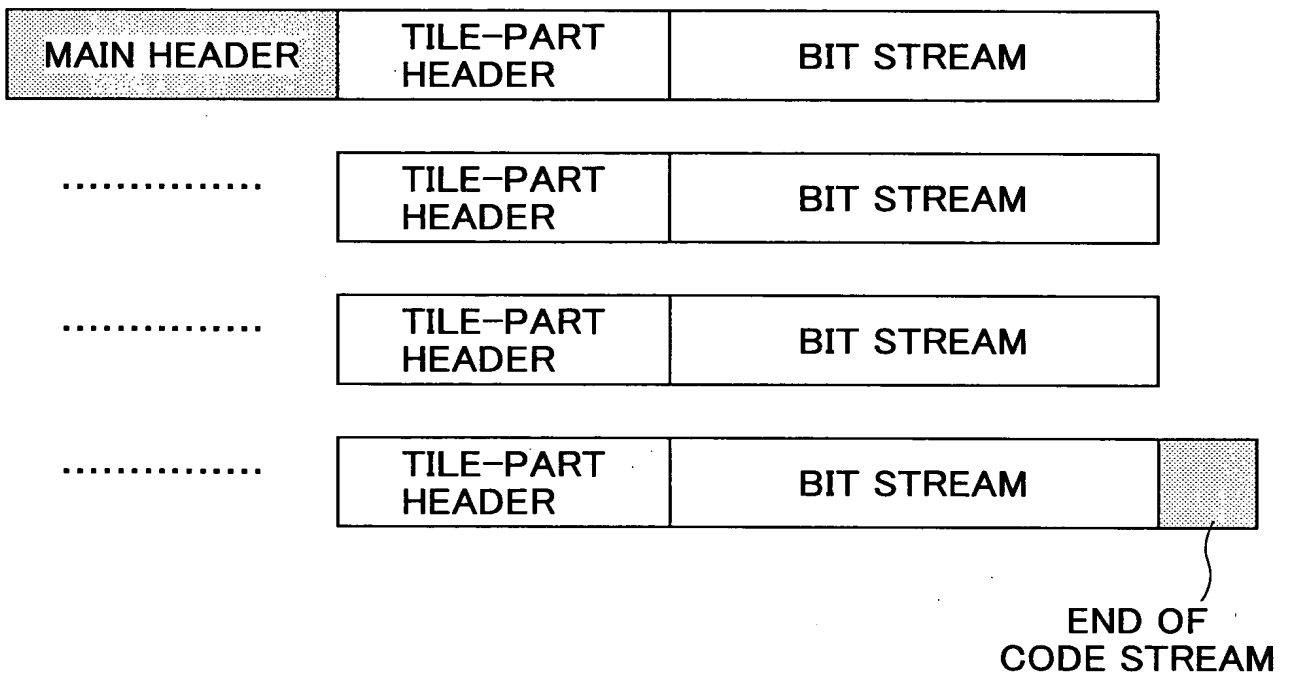 MAIN HEADER
TILE-PART
HEADER
BIT STREAM
...............
TILE-PART
HEADER
BIT STREAM
...............
TILE-PART
HEADER
BIT STREAM
...............
TILE-PART
HEADER
BIT STREAM
END OF
CODE STREAM